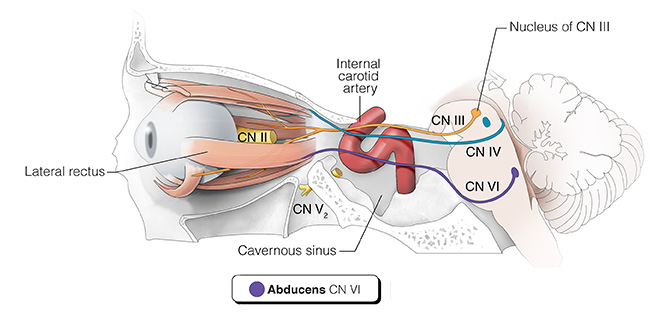 Nucleus of CN III
Internal
carotid
artery
CN III
CN II
CN IV
Lateral rectus
CN VI
CN V2
Cavernous sinus
Abducens CN VI